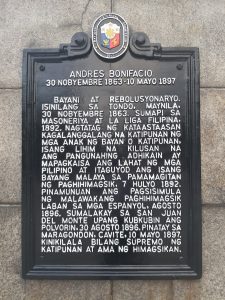 ANDRES BONIFACIO
30 NOBYEMBRE 1863-10 MAYO 1897
BAYANI AT REBOLUSYONARYO.
ISINILANG SA TONDO, MAYNILA,
30 NOBYEMBRE 1863. SUMAPI SA
MASONERIYA AT LA LIGA FILIPINA,
1892. NAGTATAG NG KATAASTAASAN
KAGALANGGALANG NA KATIPUNAN NG
MGA ANAK NG BAYAN O KATIPUNAN,
ISANG LIHIM NA KILUSAN NA
ANG PANGUNAHING ADHIKAIN AY
MAPAGKAISA ANG LAHAT NG MGA
PILIPINO AT ITAGUYOD ANG ISANG
BAYANG MALAYA SA PAMAMAGITAN
NG PAGHIHIMAGSIK, 7 HULYO 1892.
PINAMUNUAN ANG PAGSISIMULA
NG MALAWAKANG PAGHIHIMAGSIK
LABAN SA MGA ESPANYOL, AGOSTO
1896. SUMALAKAY SA SAN JUAN
DEL MONTE UPANG KUBKUBIN ANG
POLVORIN, 30 AGOSTO 1896. PINATAY SA
MARAGONDON, CAVITE, 10 MAYO 1897.
KINIKILALA BILANG SUPREMO NG
KATIPUNAN AT AMA NG HIMAGSIKAN.